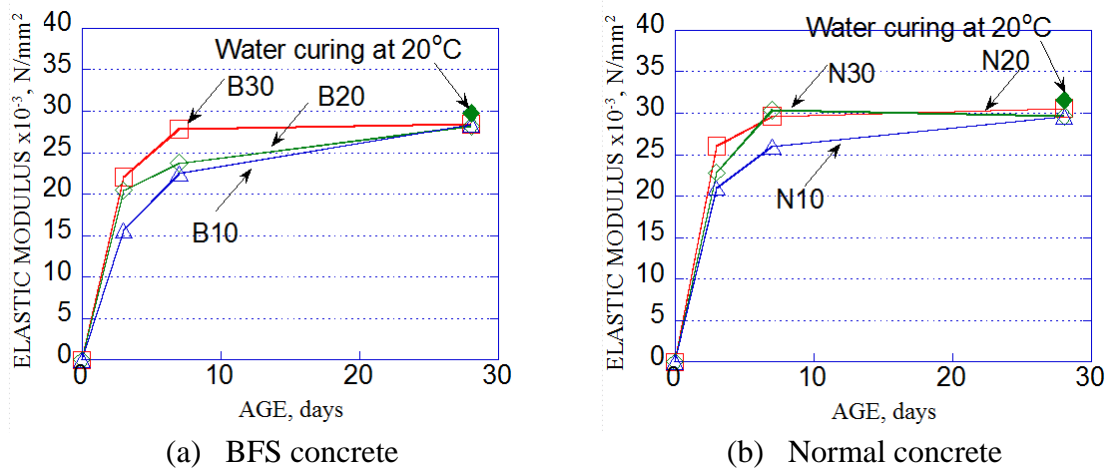 40
35
30
25
20
15
10
5
0
ELASTIC MODULUS x10⁻³, N/mm²
Water curing at 20°C
B30
B20
B10
0
10
20
30
AGE, days
(a) BFS concrete
40
35
30
25
20
15
10
5
0
ELASTIC MODULUS x10⁻³, N/mm²
Water curing at 20°C
N30
N20
N10
0
10
20
30
AGE, days
(b) Normal concrete